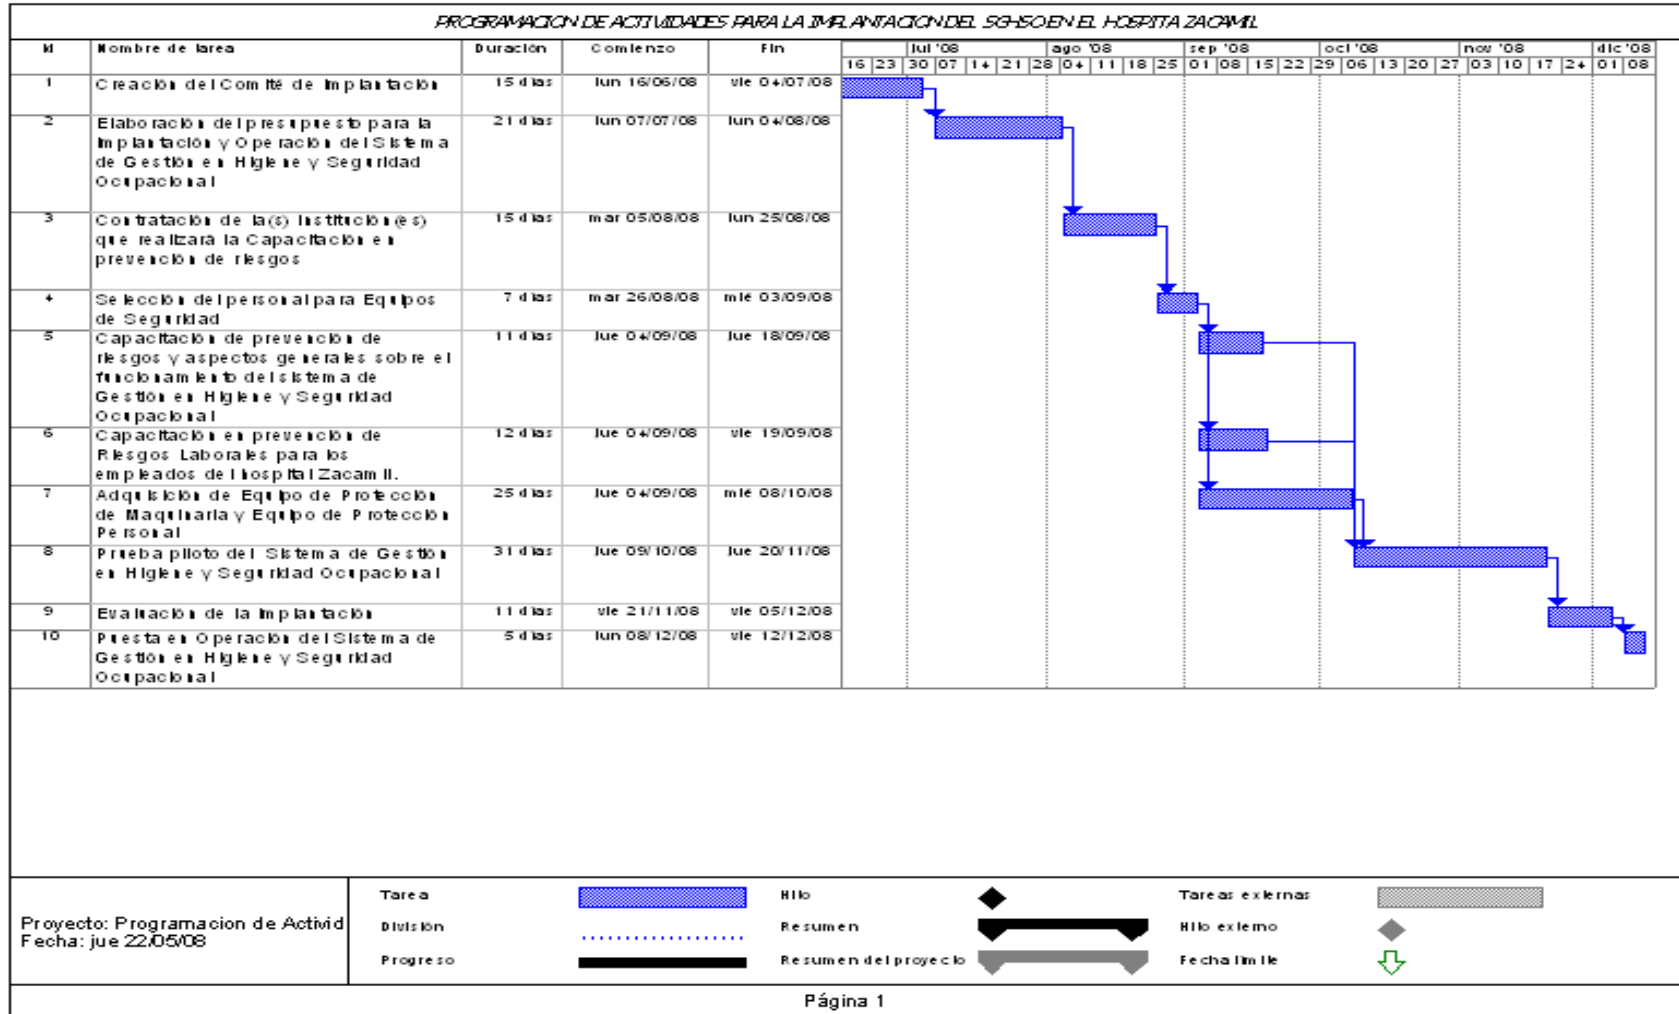 PROGRAMACION DE ACTIVIDADES PARA LA IMPLANTACION DEL SGHSO EN EL HOSPITA ZACAMIL
Id Nombre de tarea Duración Comienzo Fin jul '08 ago '08 sep '08 oct '08 nov '08 dic '08
16 23 30 07 14 21 28 04 11 18 25 01 08 15 22 29 06 13 20 27 03 10 17 24 01 08
1 Creación del Comité de Implantación 15 días lun 16/06/08 vie 04/07/08
2 Elaboración del presupuesto para la 21 días lun 07/07/08 lun 04/08/08
Implantación y Operación del Sistema
de Gestión en Higiene y Seguridad
Ocupacional
3 Contratación de la(s) Institución(es) 15 días mar 05/08/08 lun 25/08/08
que realizará la Capacitación en
prevención de riesgos
4 Selección del personal para Equipos 7 días mar 26/08/08 mié 03/09/08
de Seguridad
5 Capacitación de prevención de 11 días jue 04/09/08 jue 18/09/08
riesgos y aspectos generales sobre el
funcionamiento del sistema de
Gestión en Higiene y Seguridad
Ocupacional
6 Capacitación en prevención de 12 días jue 04/09/08 vie 19/09/08
Riesgos Laborales para los
empleados del hospital Zacamil.
7 Adquisición de Equipo de Protección 25 días jue 04/09/08 mié 08/10/08
de Maquinaria y Equipo de Protección
Personal
8 Prueba piloto del Sistema de Gestión 31 días jue 09/10/08 jue 20/11/08
en Higiene y Seguridad Ocupacional
9 Evaluación de la Implantación 11 días vie 21/11/08 vie 05/12/08
10 Puesta en Operación del Sistema de 5 días lun 08/12/08 vie 12/12/08
Gestión en Higiene y Seguridad
Ocupacional
Proyecto: Programacion de Activid
Fecha: jue 22/05/08
Tarea Hito Tareas externas
División Resumen Hito externo
Progreso Resumen del proyecto Fecha límite
Página 1